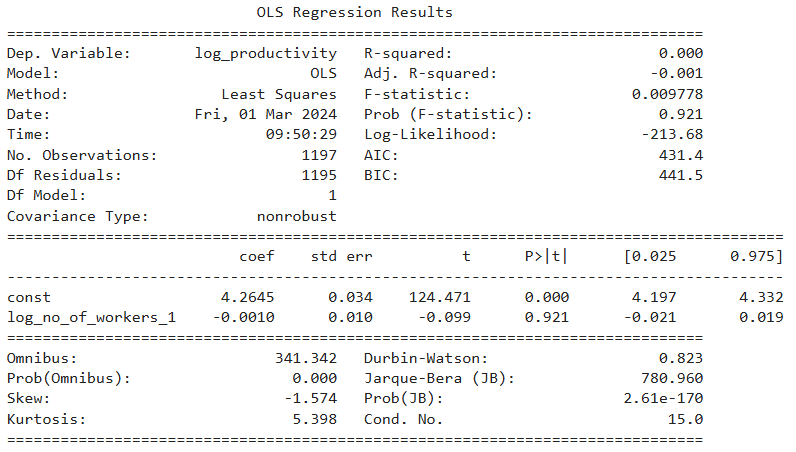 OLS Regression Results
==============================================================================
Dep. Variable:       log_productivity   R-squared:                       0.000
Model:                            OLS   Adj. R-squared:                 -0.001
Method:                 Least Squares   F-statistic:                  0.009778
Date:                Fri, 01 Mar 2024   Prob (F-statistic):              0.921
Time:                        09:50:29   Log-Likelihood:                -213.68
No. Observations:                1197   AIC:                             431.4
Df Residuals:                    1195   BIC:                             441.5
Df Model:                           1
Covariance Type:            nonrobust
=======================================================================================
                          coef    std err          t      P>|t|      [0.025      0.975]
---------------------------------------------------------------------------------------
const                   4.2645      0.034    124.471      0.000       4.197       4.332
log_no_of_workers_1    -0.0010      0.010     -0.099      0.921      -0.021       0.019
==============================================================================
Omnibus:                      341.342   Durbin-Watson:                   0.823
Prob(Omnibus):                  0.000   Jarque-Bera (JB):              780.960
Skew:                          -1.574   Prob(JB):                    2.61e-170
Kurtosis:                       5.398   Cond. No.                         15.0
==============================================================================